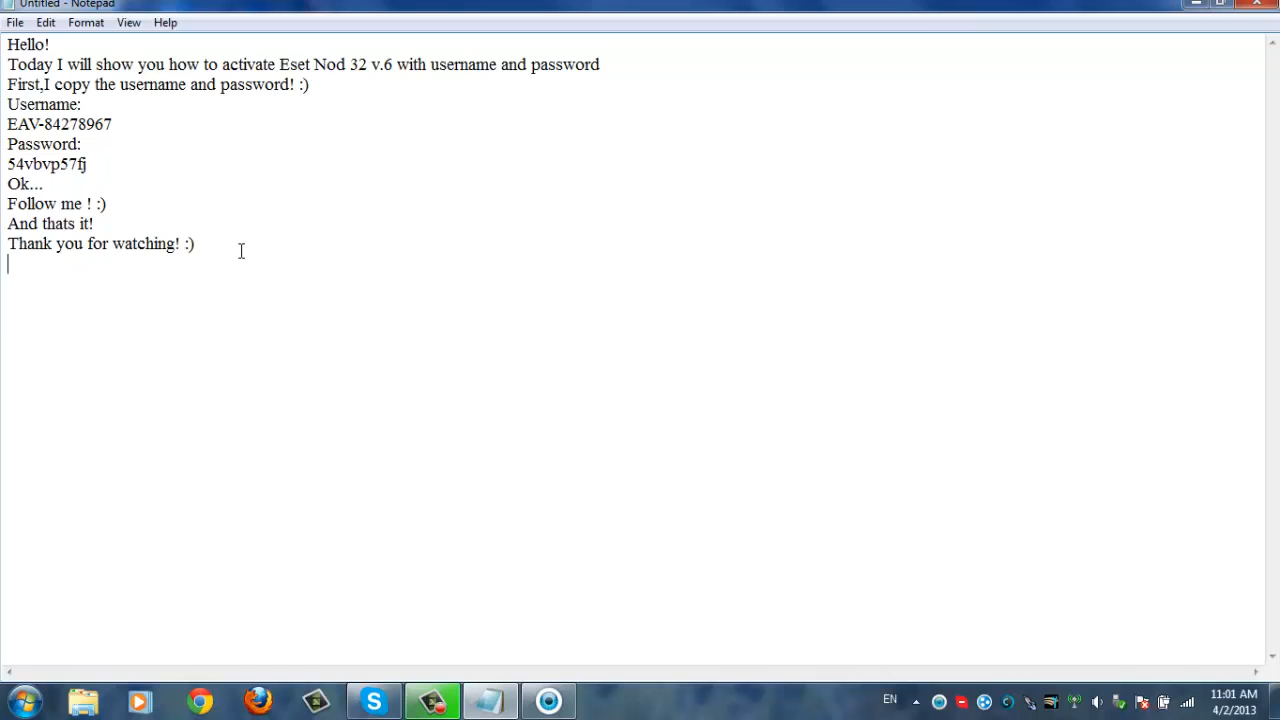 Untitled - Notepad
File Edit Format View Help
Hello!
Today I will show you how to activate Eset Nod 32 v.6 with username and password
First,I copy the username and password! :)
Username:
EAV-84278967
Password:
54vbvp57fj
Ok...
Follow me ! :)
And thats it!
Thank you for watching! :)
EN
11:01 AM
4/2/2013